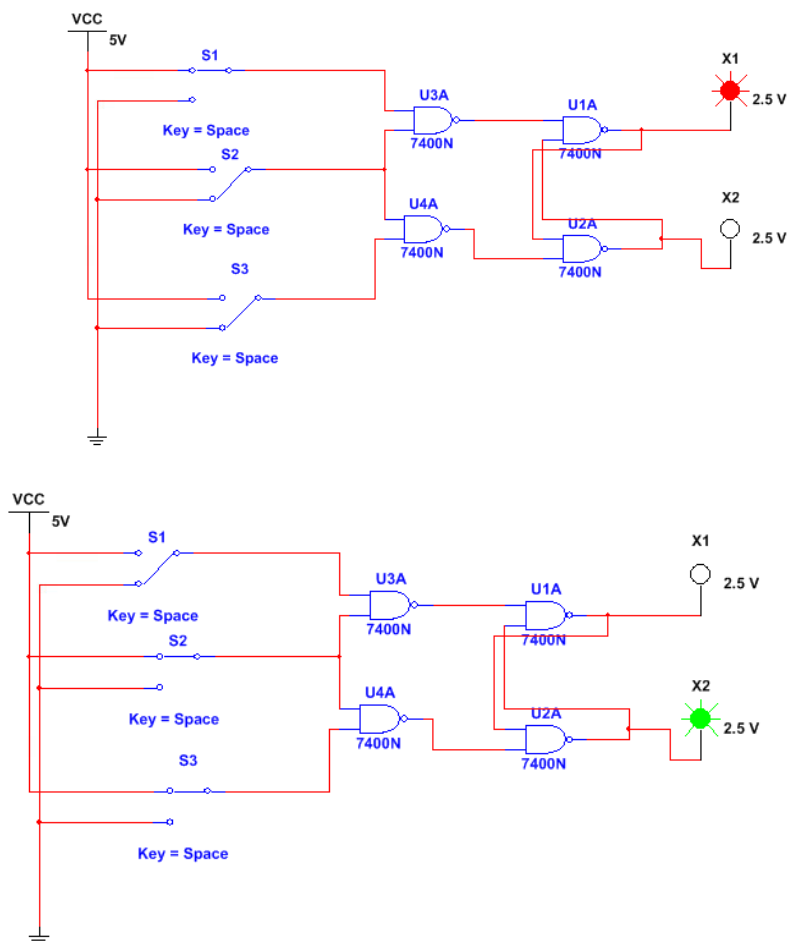 VCC
5V
S1
X1
U3A
U1A
2.5 V
Key = Space
7400N
7400N
S2
X2
U4A
U2A
2.5 V
Key = Space
7400N
7400N
S3
Key = Space
VCC
5V
S1
X1
U3A
U1A
2.5 V
Key = Space
7400N
7400N
S2
X2
U4A
U2A
2.5 V
Key = Space
7400N
7400N
S3
Key = Space